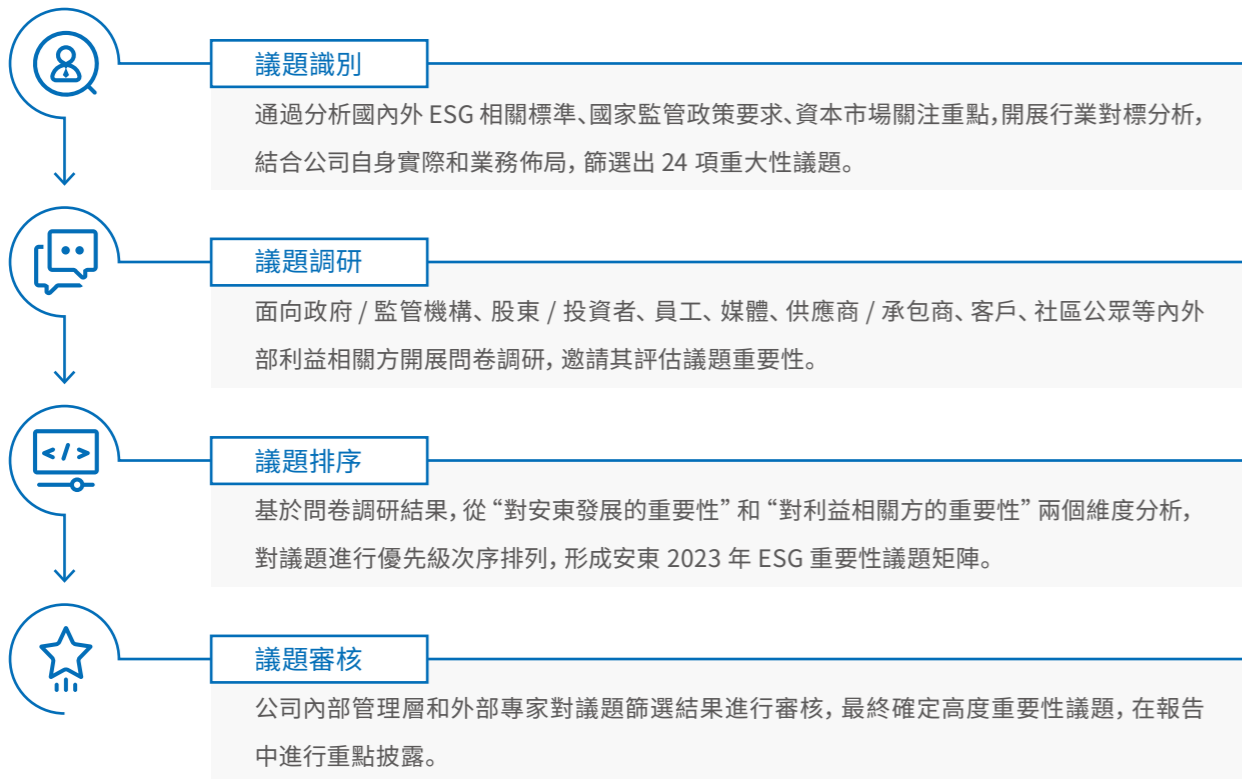 議題識別
通過分析國內外 ESG 相關標準、國家監管政策要求、資本市場關注重點,開展行業對標分析,
結合公司自身實際和業務佈局, 篩選出 24 項重大性議題。
議題調研
面向政府 / 監管機構、股東 / 投資者、員工、媒體、供應商 / 承包商、客戶、社區公眾等內外
部利益相關方開展問卷調研, 邀請其評估議題重要性。
</>
議題排序
基於問卷調研結果, 從 “對安東發展的重要性” 和 “對利益相關方的重要性” 兩個維度分析,
對議題進行優先級次序排列, 形成安東 2023 年 ESG 重要性議題矩陣。
議題審核
公司內部管理層和外部專家對議題篩選結果進行審核, 最終確定高度重要性議題, 在報告
中進行重點披露。